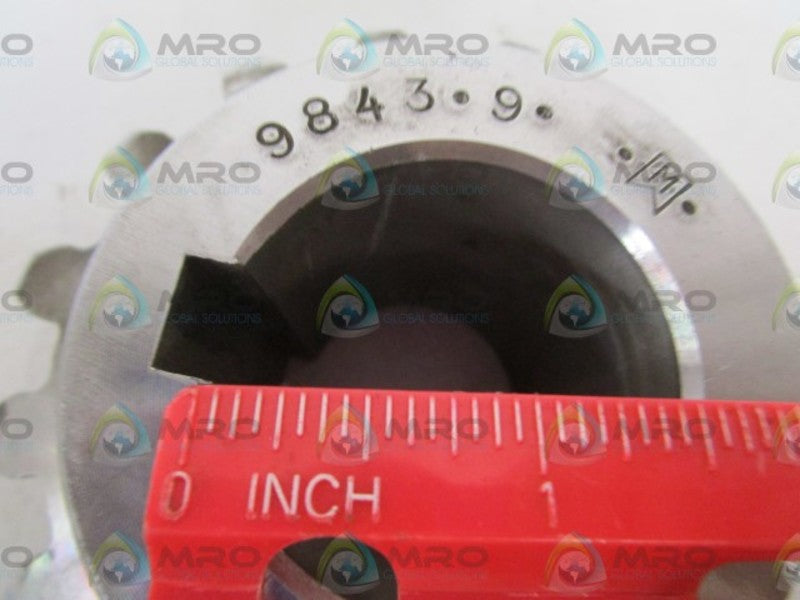 9843·9·
0 INCH 1
MRO
GLOBAL SOLUTIONS